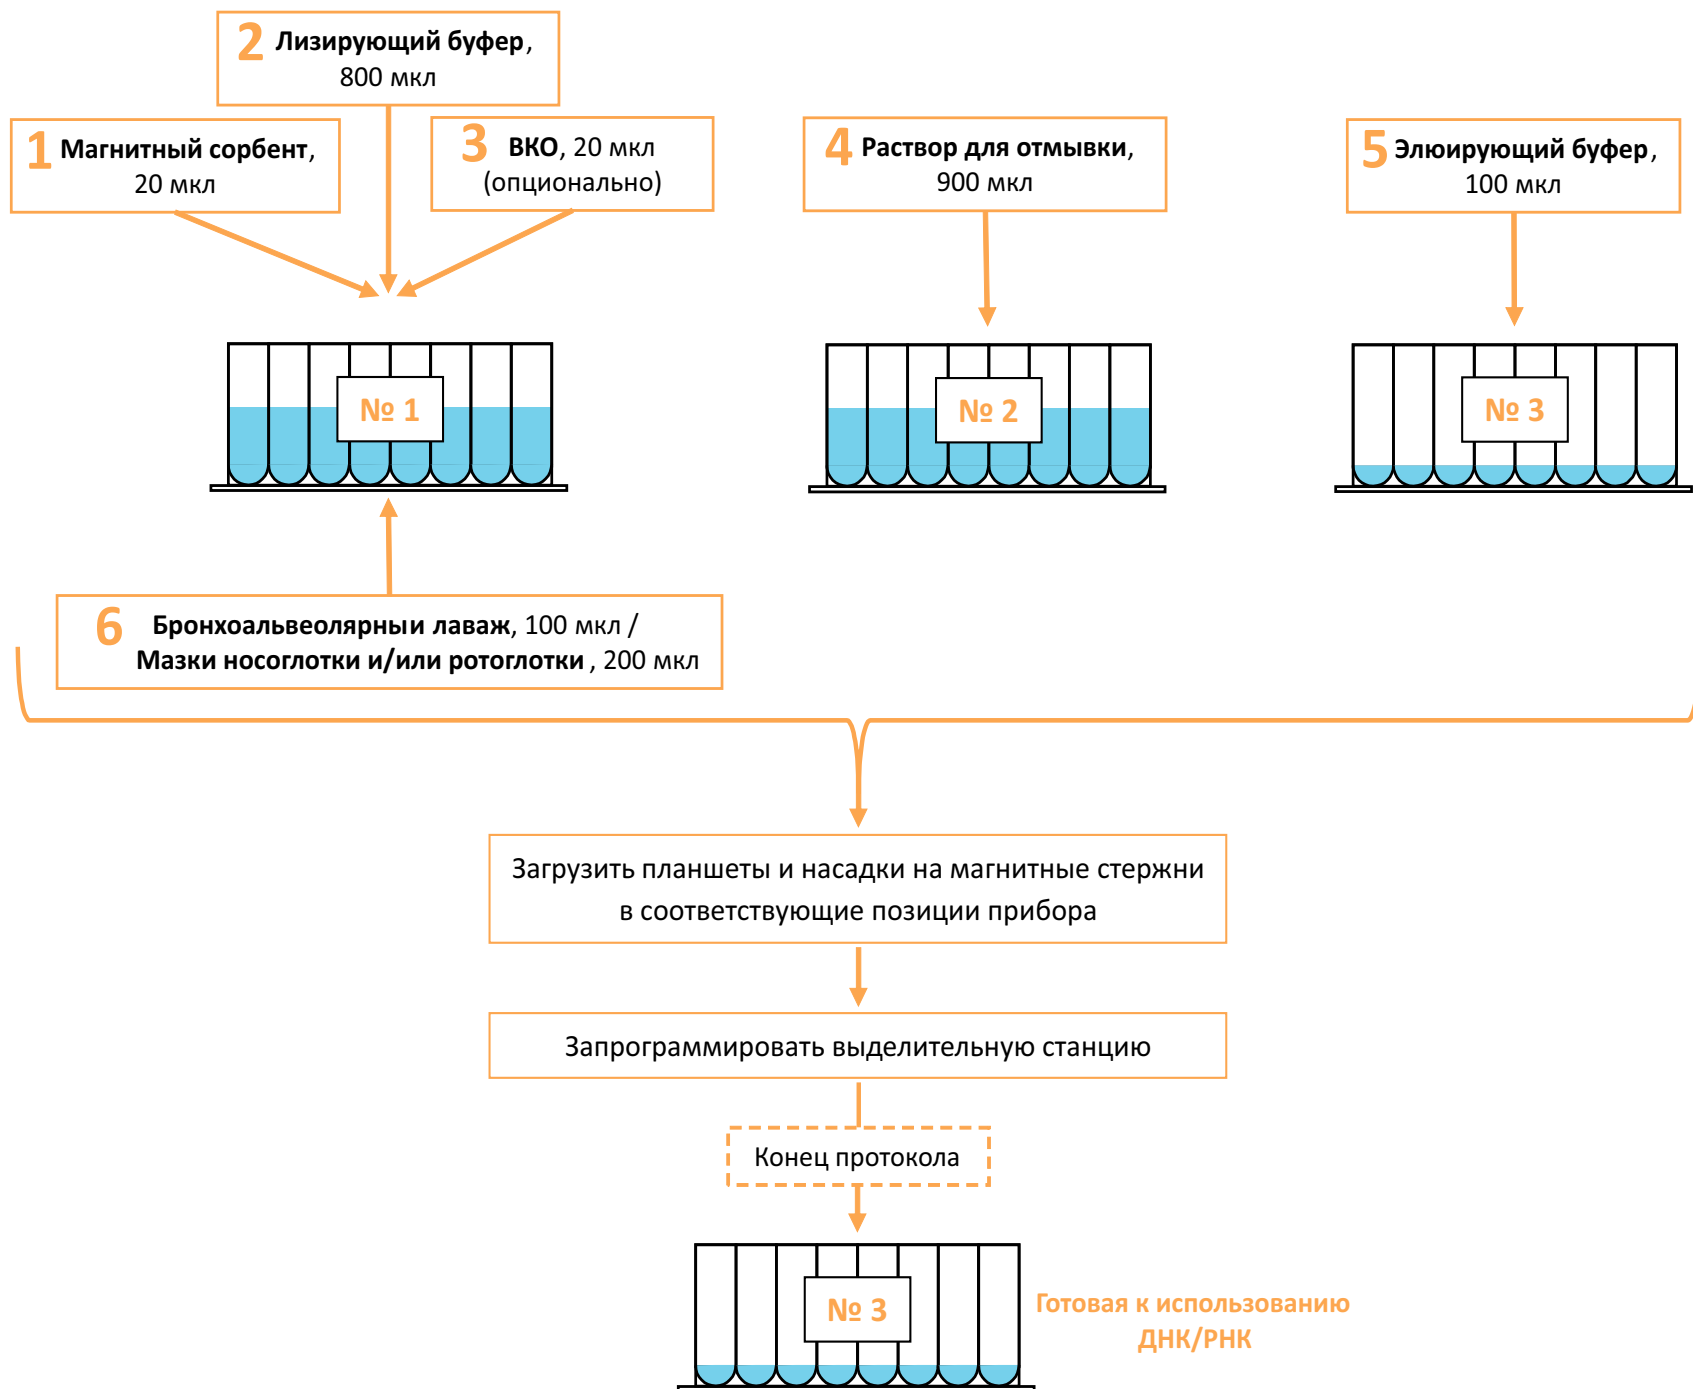 2 Лизирующий буфер,
800 мкл
1 Магнитный сорбент,
20 мкл
3 ВКО, 20 мкл
(опционально)
4 Раствор для отмывки,
900 мкл
5 Элюирующий буфер,
100 мкл
№ 1
№ 2
№ 3
6 Бронхоальвеолярныи лаваж, 100 мкл /
Мазки носоглотки и/или ротоглотки , 200 мкл
Загрузить планшеты и насадки на магнитные стержни
в соответствующие позиции прибора
Запрограммировать выделительную станцию
Конец протокола
№ 3
Готовая к использованию
ДНК/РНК